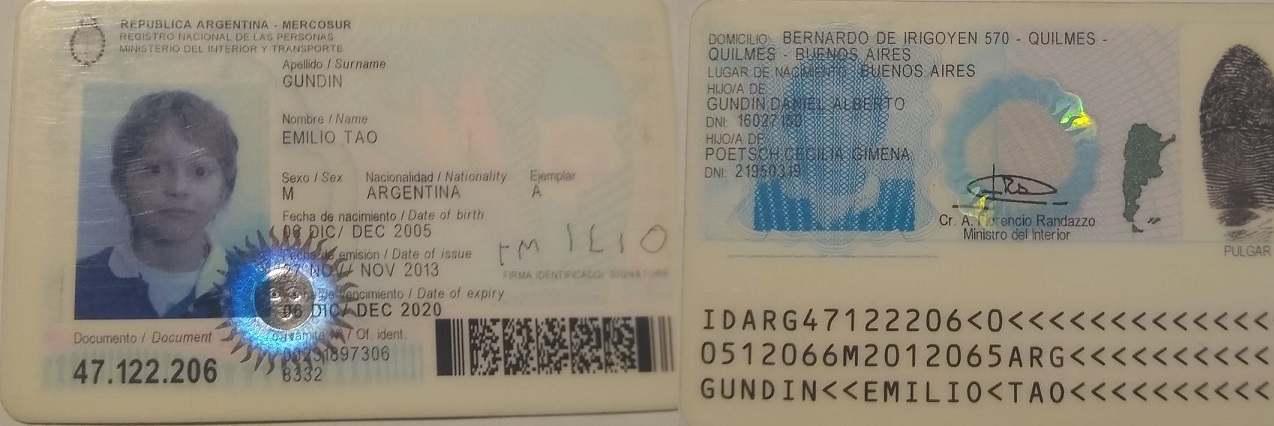 REPUBLICA ARGENTINA - MERCOSUR
REGISTRO NACIONAL DE LAS PERSONAS
MINISTERIO DEL INTERIOR Y TRANSPORTE
Apellido / Surname
GUNDIN
Nombre / Name
EMILIO TAO
Sexo / Sex Nacionalidad / Nationality Ejemplar
M ARGENTINA A
Fecha de nacimiento / Date of birth
06 DIC/ DEC 2005
Fecha de emisión / Date of issue
27 NOV/ NOV 2013
EMILIO
FIRMA IDENTIFICADO/ SIGNATURE
vencimiento / Date of expiry
06 DIC/ DEC 2020
Documento / Document
47.122.206
Of. ident.
8332
DOMICILIO: BERNARDO DE IRIGOYEN 570 - QUILMES -
QUILMES - BUENOS AIRES
LUGAR DE NACIMIENTO: BUENOS AIRES
HIJO/A DE
GUNDIN,DANIEL ALBERTO
DNI:
HIJO/A DE
POETSCH,CECILIA GIMENA
DNI:
Cr. A. Florencio Randazzo
Ministro del Interior
PULGAR
IDARG47122206<0<<<<<<<<<<<<<<<
0512066M2012065ARG<<<<<<<<<<
GUNDIN<<EMILIO<TAO<<<<<<<<<<